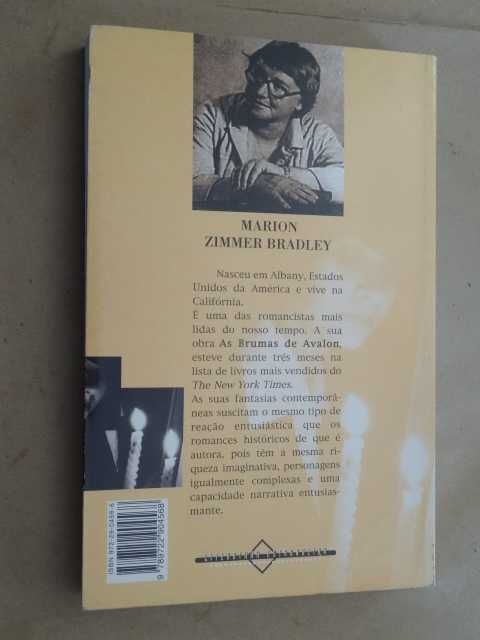 MARION
ZIMMER BRADLEY
Nasceu em Albany, Estados
Unidos da América e vive na
Califórnia.
É uma das romancistas mais
lidas do nosso tempo. A sua
obra As Brumas de Avalon,
esteve durante três meses na
lista de livros mais vendidos do
The New York Times.
As suas fantasias contemporâ-
neas suscitam o mesmo tipo de
reação entusiástica que os
romances históricos de que é
autora, pois têm a mesma ri-
queza imaginativa, personagens
igualmente complexas e uma
capacidade narrativa entusias-
mante.
9 789722 904568